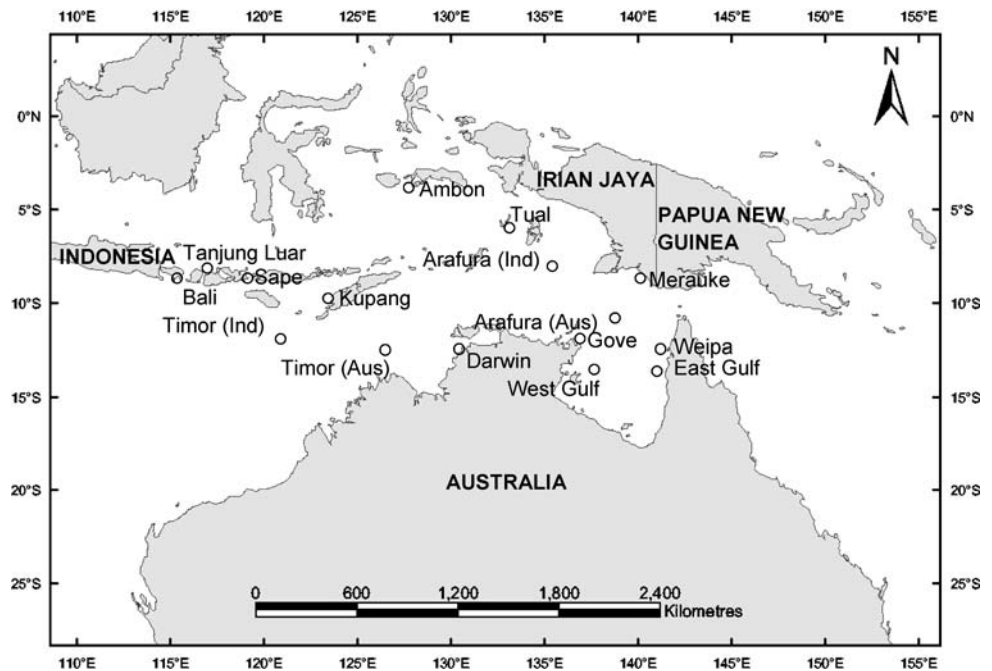 110°E 115°E 120°E 125°E 130°E 135°E 140°E 145°E 150°E 155°E
N
0°N 0°N
Ambon
IRIAN JAYA
5°S 5°S
Tual
PAPUA NEW
GUINEA
INDONESIA
Tanjung Luar
Arafura (Ind)
Sape
Merauke
Bali
Kupang
10°S 10°S
Timor (Ind)
Arafura (Aus)
Gove
Weipa
Timor (Aus)
Darwin
East Gulf
West Gulf
15°S 15°S
AUSTRALIA
20°S 20°S
25°S 25°S
0 600 1,200 1,800 2,400
Kilometres
110°E 115°E 120°E 125°E 130°E 135°E 140°E 145°E 150°E 155°E